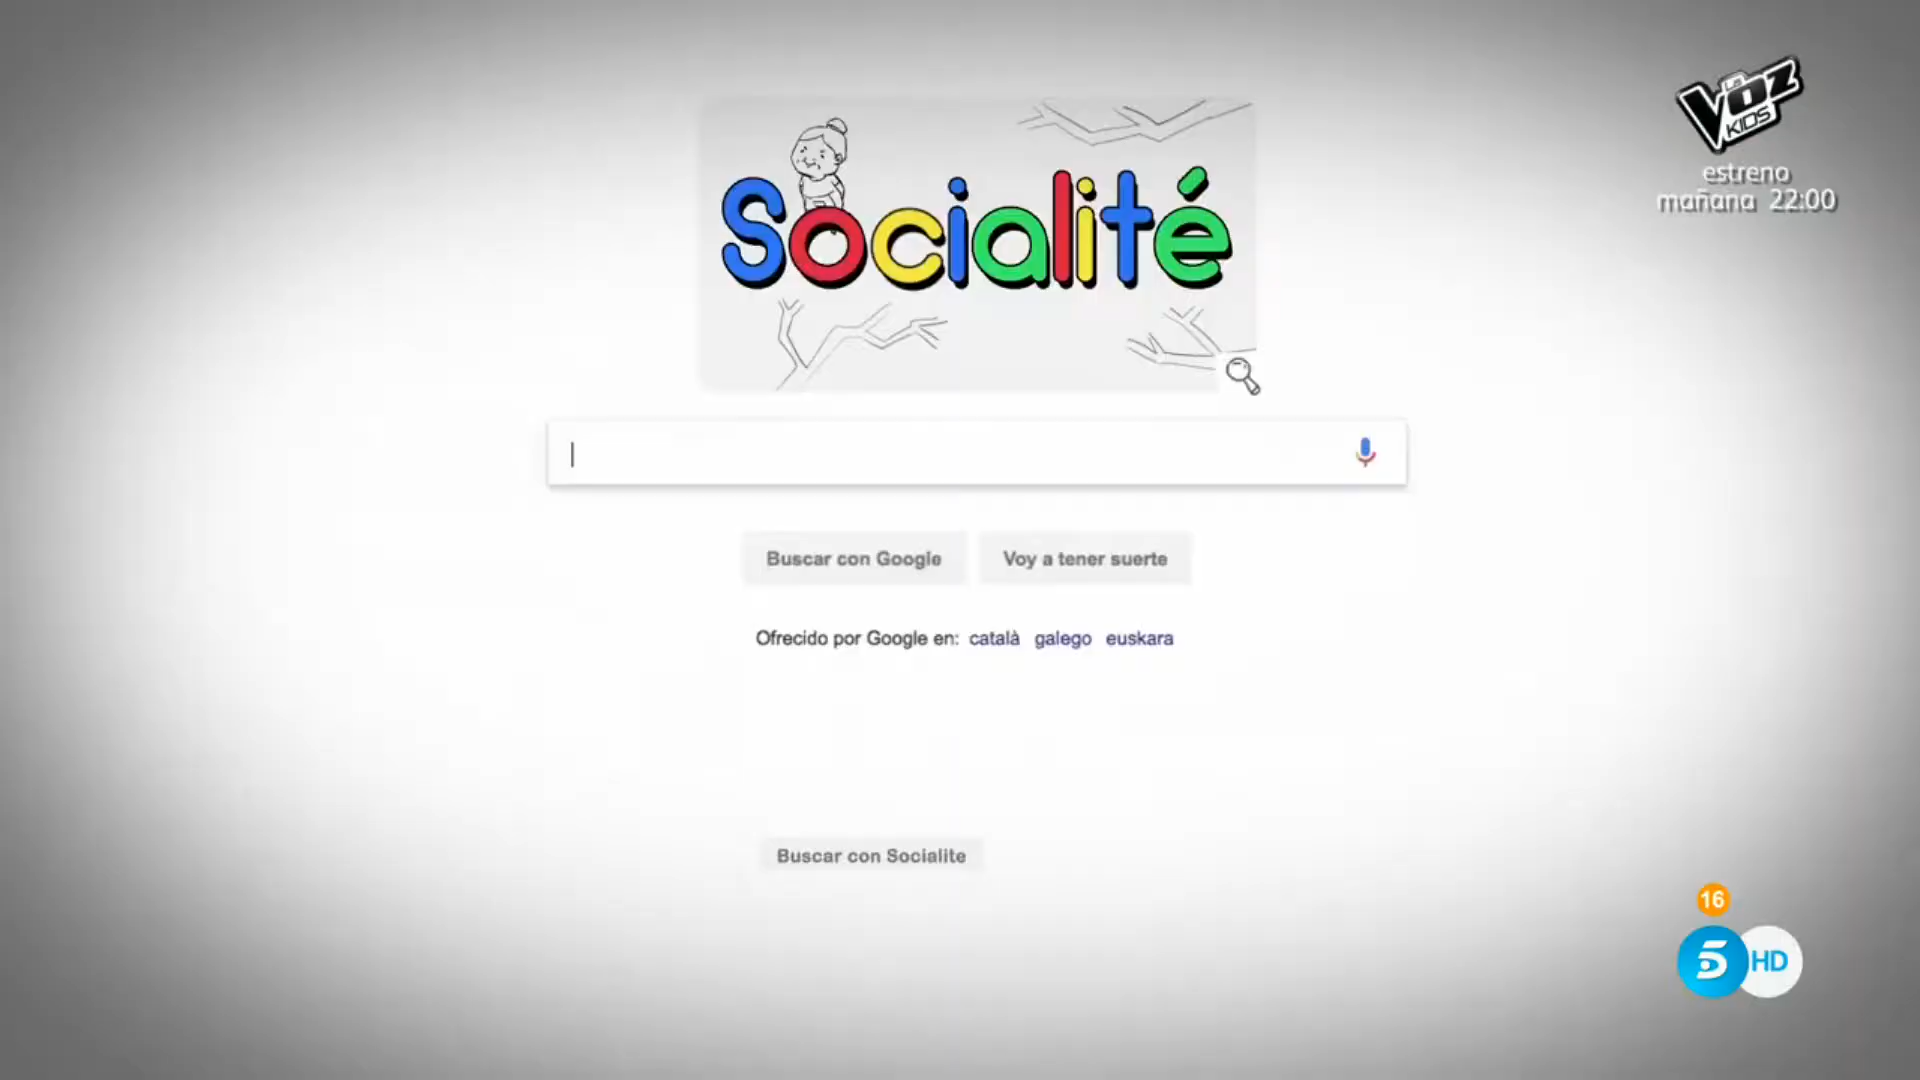 LA VOZ KIDS
estreno
mañana 22:00
Socialité
Buscar con Google
Voy a tener suerte
Ofrecido por Google en: català galego euskara
Buscar con Socialite
16
5 HD